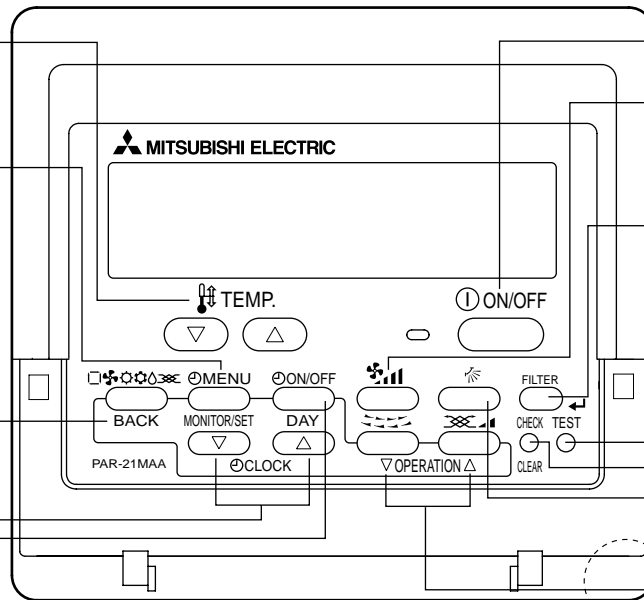 MITSUBISHI ELECTRIC
TEMP.
ON/OFF
MENU
ON/OFF
FILTER
BACK
MONITOR/SET
DAY
CHECK
TEST
PAR-21MAA
CLOCK
OPERATION
CLEAR